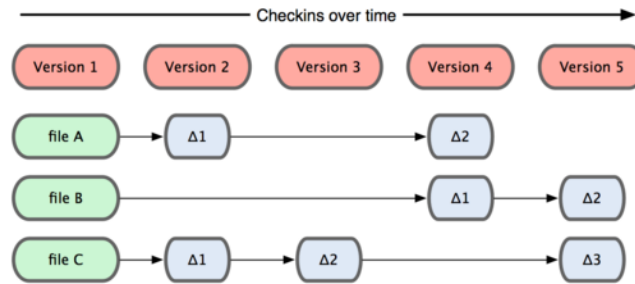 Checkins over time
Version 1 Version 2 Version 3 Version 4 Version 5
file A Δ1 Δ2
file B Δ1 Δ2
file C Δ1 Δ2 Δ3